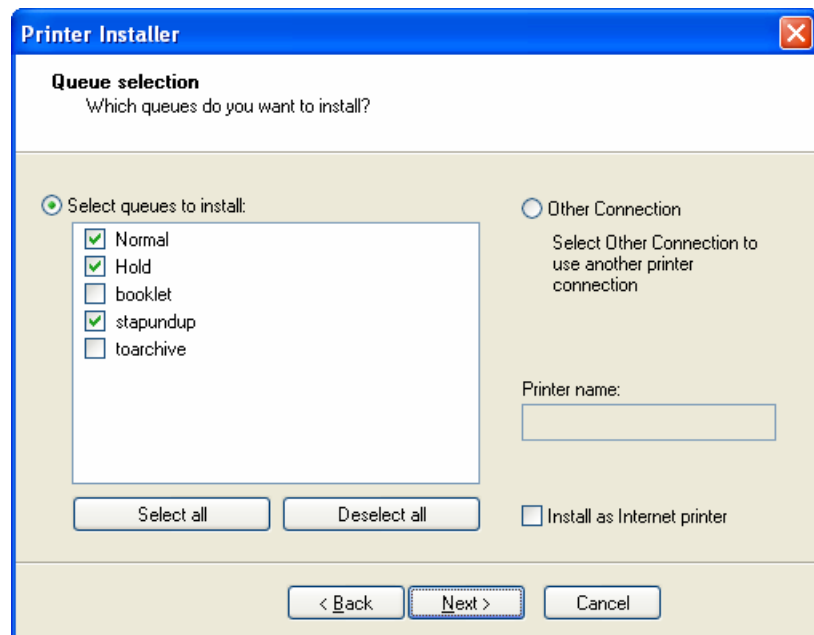 Printer Installer
Queue selection
Which queues do you want to install?
Select queues to install:
Normal
Hold
booklet
stapundup
toarchive
Select all
Deselect all
Other Connection
Select Other Connection to
use another printer
connection
Printer name:
Install as Internet printer
< Back
Next >
Cancel